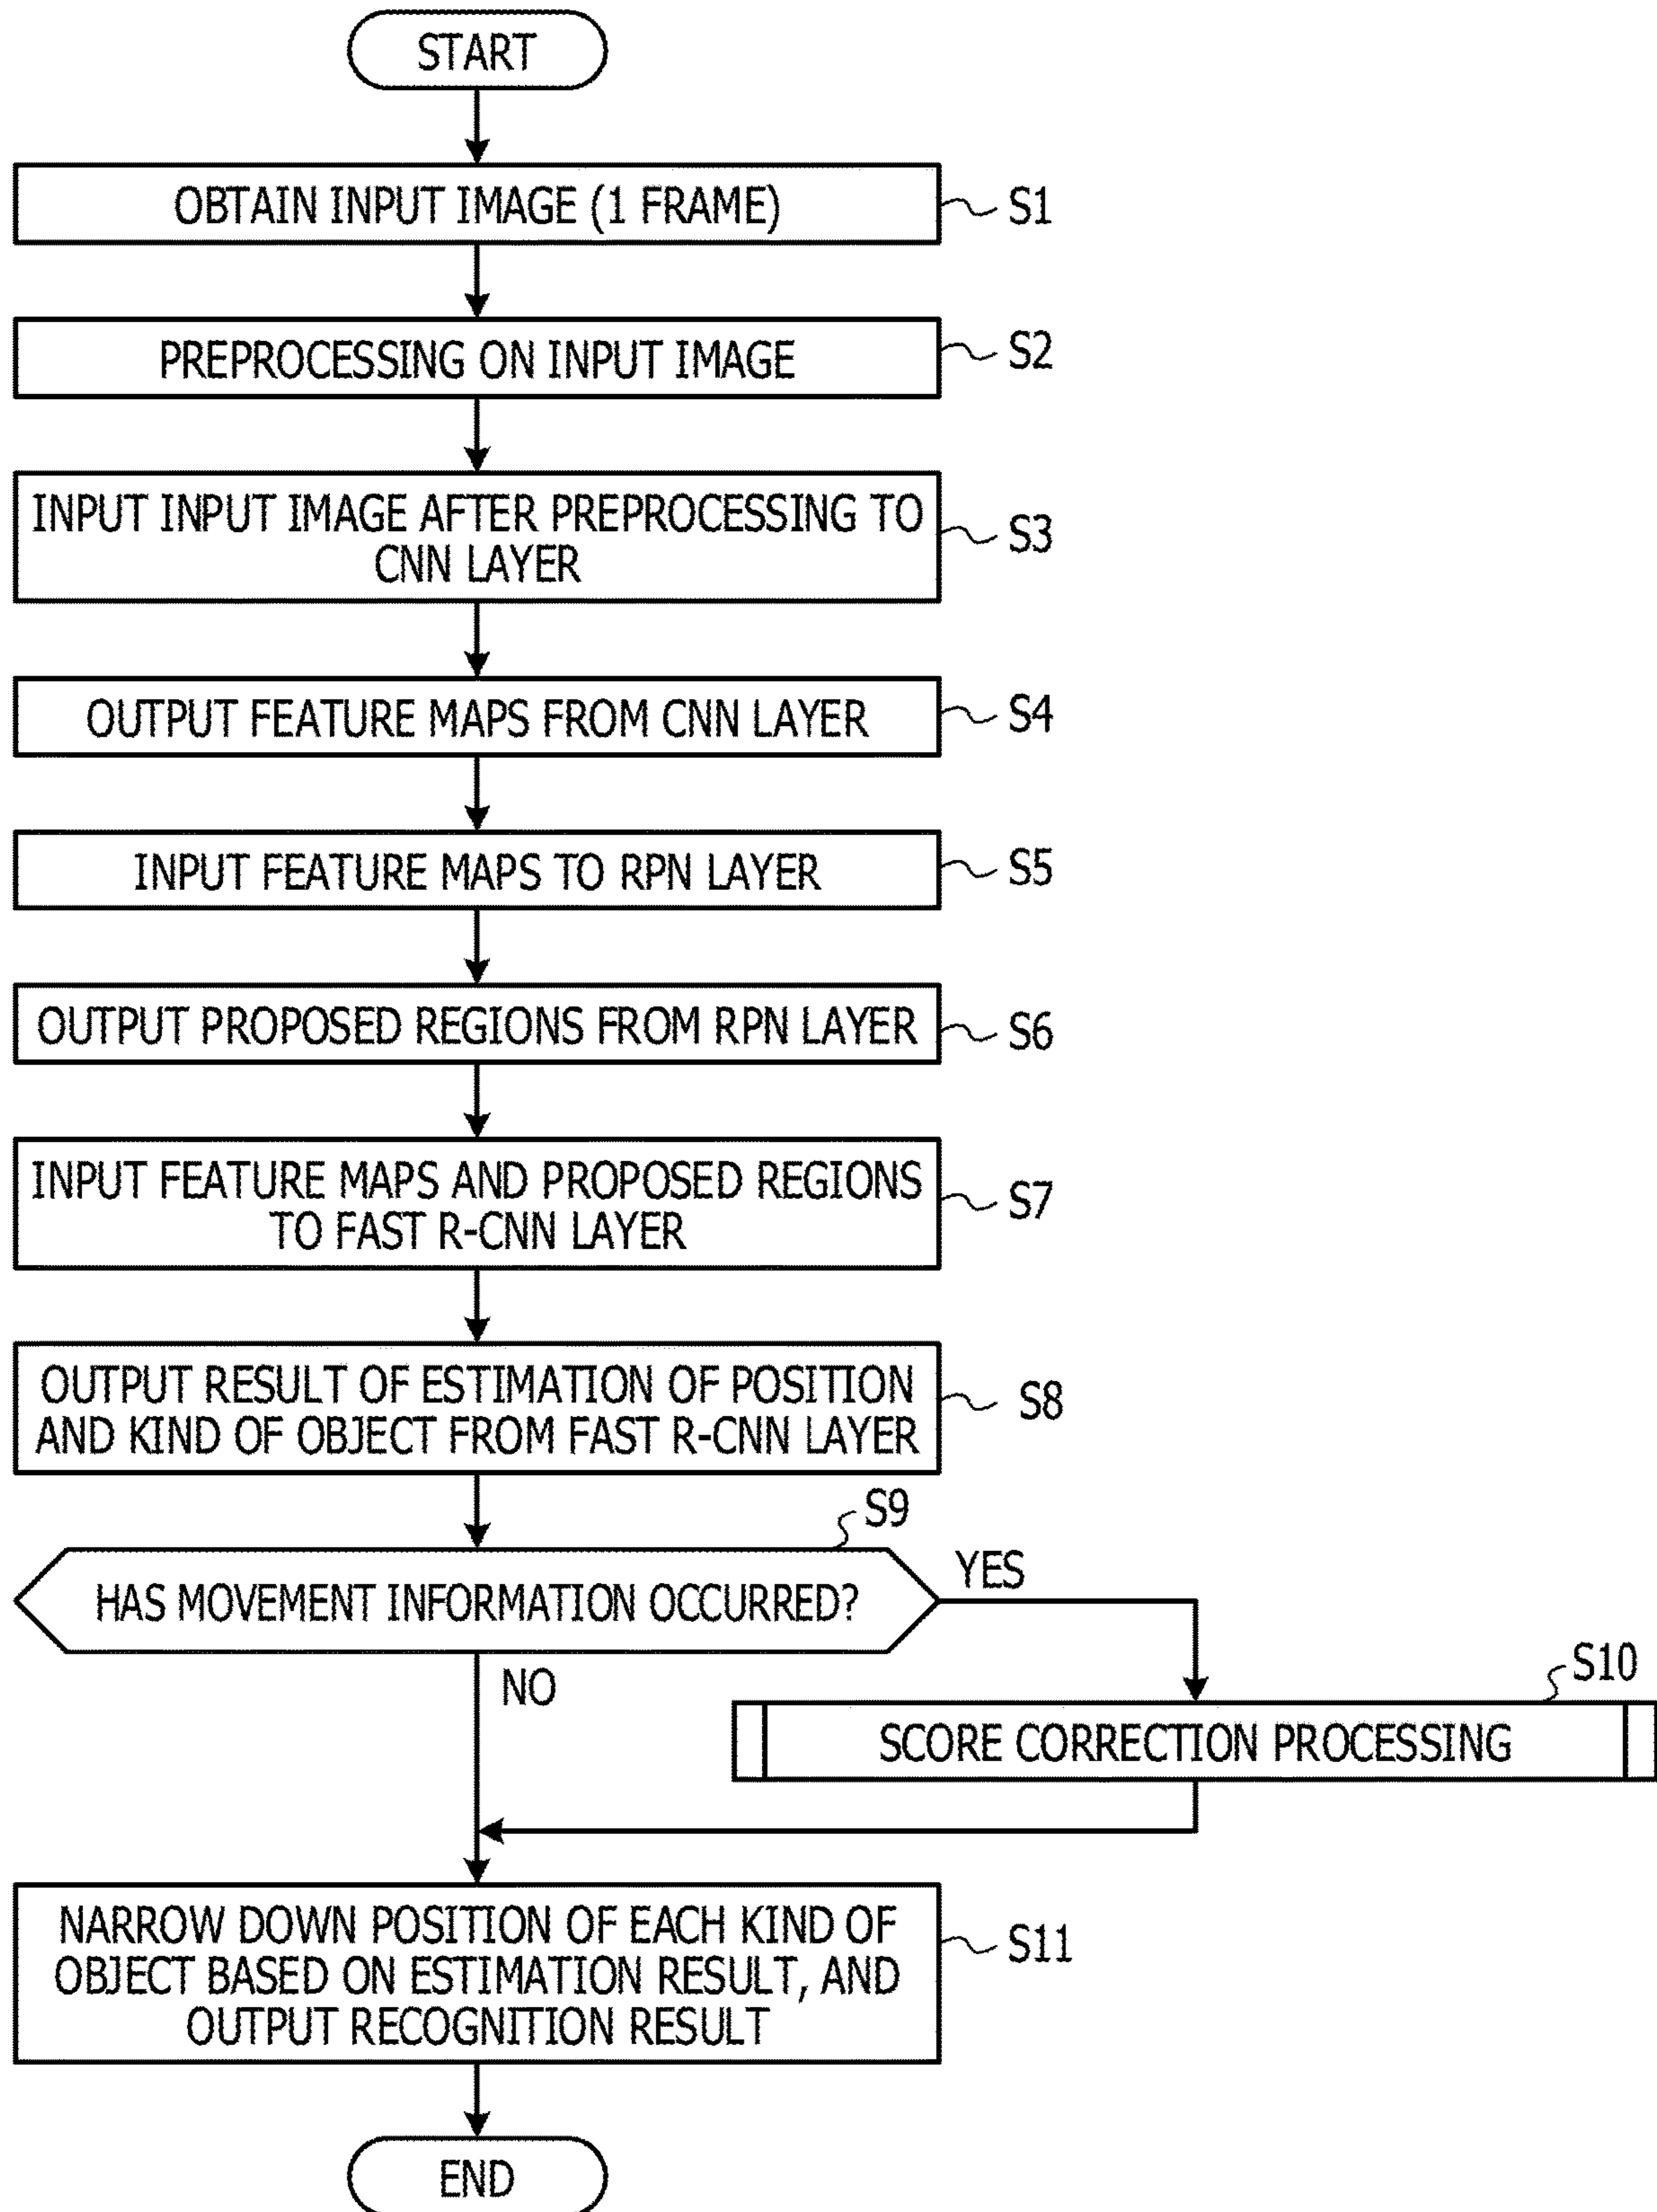 START
OBTAIN INPUT IMAGE (1 FRAME)
S1
PREPROCESSING ON INPUT IMAGE
S2
INPUT INPUT IMAGE AFTER PREPROCESSING TO
CNN LAYER
S3
OUTPUT FEATURE MAPS FROM CNN LAYER
S4
INPUT FEATURE MAPS TO RPN LAYER
S5
OUTPUT PROPOSED REGIONS FROM RPN LAYER
S6
INPUT FEATURE MAPS AND PROPOSED REGIONS
TO FAST R-CNN LAYER
S7
OUTPUT RESULT OF ESTIMATION OF POSITION
AND KIND OF OBJECT FROM FAST R-CNN LAYER
S8
S9
HAS MOVEMENT INFORMATION OCCURRED?
YES
NO
S10
SCORE CORRECTION PROCESSING
NARROW DOWN POSITION OF EACH KIND OF
OBJECT BASED ON ESTIMATION RESULT, AND
OUTPUT RECOGNITION RESULT
S11
END